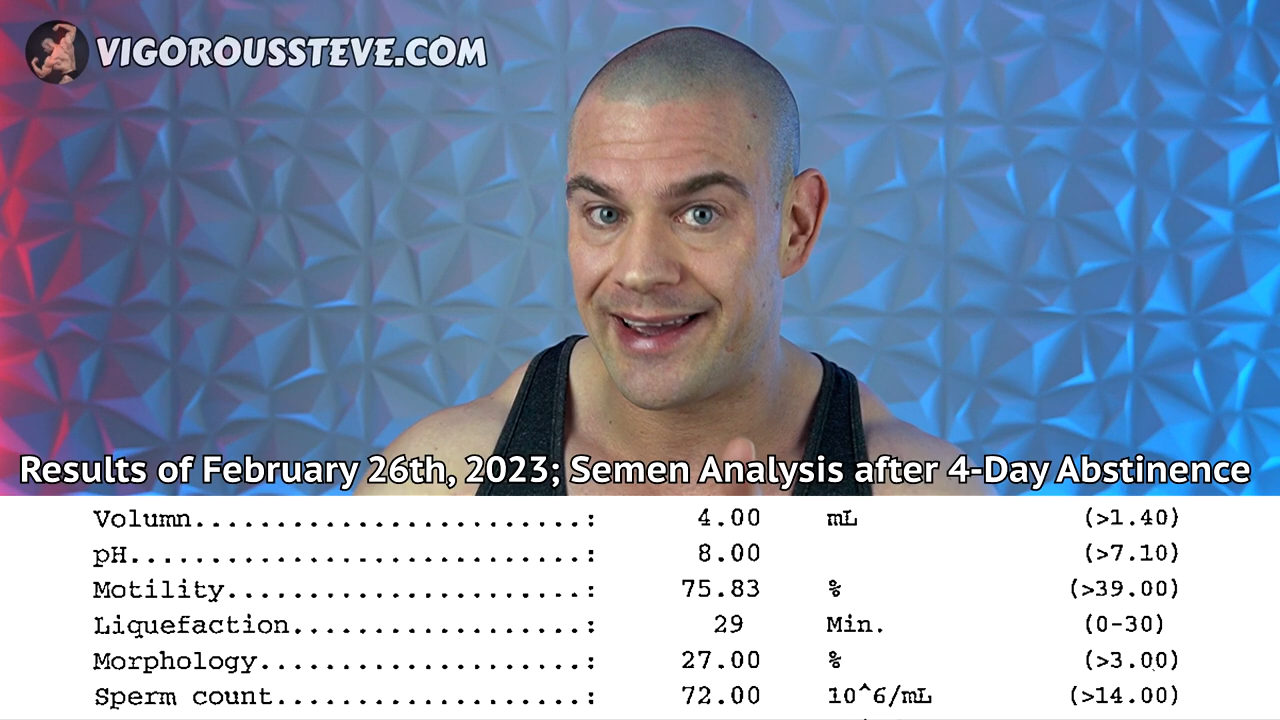 VIGOROUSSTEVE.COM
Results of February 26th, 2023; Semen Analysis after 4-Day Abstinence
Volumn........................: 4.00 mL (>1.40)
pH............................: 8.00 (>7.10)
Motility......................: 75.83 % (>39.00)
Liquefaction..................: 29 Min. (0-30)
Morphology....................: 27.00 % (>3.00)
Sperm count...................: 72.00 10^6/mL (>14.00)